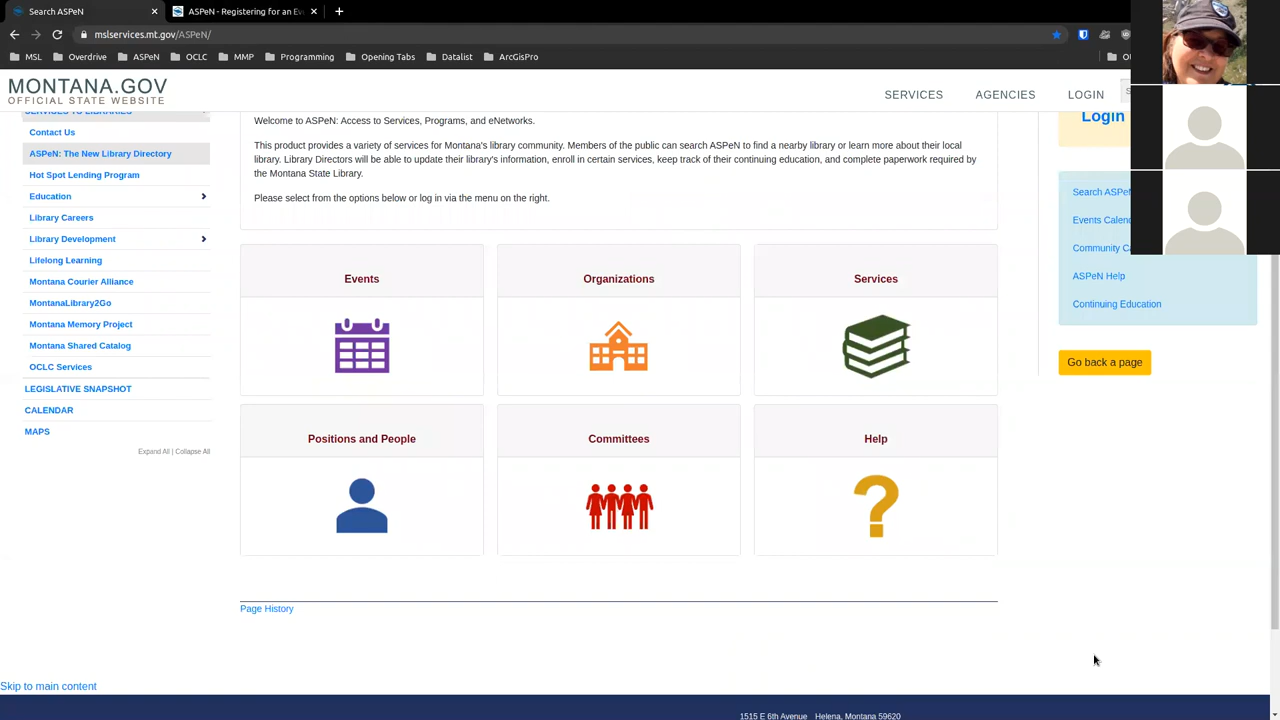 Search ASPeN
ASPeN - Registering for an Ev
mslservices.mt.gov/ASPeN/
MSL
Overdrive
ASPeN
OCLC
MMP
Programming
Opening Tabs
Datalist
ArcGisPro
MONTANA.GOV
OFFICIAL STATE WEBSITE
SERVICES
AGENCIES
LOGIN
SERVICES TO LIBRARIES
Contact Us
ASPeN: The New Library Directory
Hot Spot Lending Program
Education
Library Careers
Library Development
Lifelong Learning
Montana Courier Alliance
MontanaLibrary2Go
Montana Memory Project
Montana Shared Catalog
OCLC Services
LEGISLATIVE SNAPSHOT
CALENDAR
MAPS
Expand All | Collapse All
Welcome to ASPeN: Access to Services, Programs, and eNetworks.
This product provides a variety of services for Montana's library community. Members of the public can search ASPeN to find a nearby library or learn more about their local
library. Library Directors will be able to update their library's information, enroll in certain services, keep track of their continuing education, and complete paperwork required by
the Montana State Library.
Please select from the options below or log in via the menu on the right.
Events
Organizations
Services
Positions and People
Committees
Help
Page History
Login
Search ASPeN
Events Calen
Community Ca
ASPeN Help
Continuing Education
Go back a page
Skip to main content
1515 E 6th Avenue Helena, Montana 59620